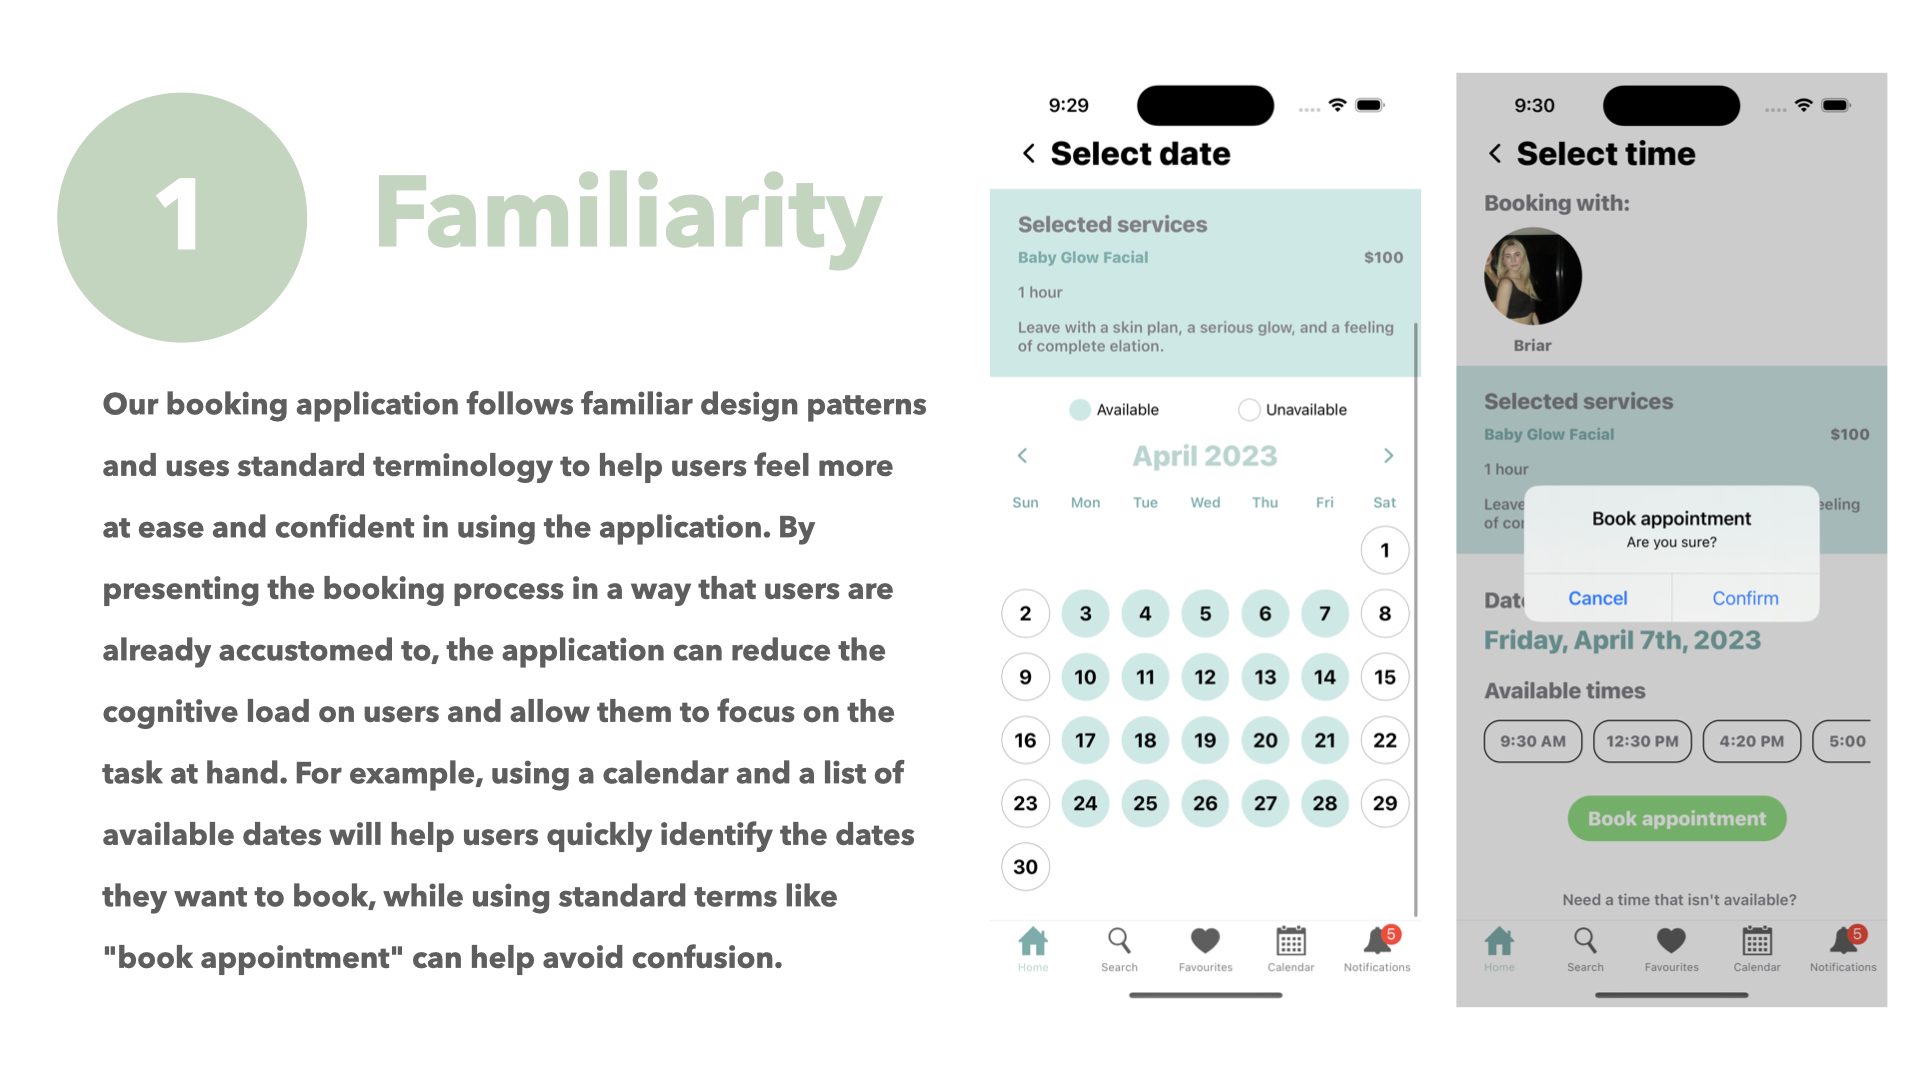 1
Familiarity
Our booking application follows familiar design patterns
and uses standard terminology to help users feel more
at ease and confident in using the application. By
presenting the booking process in a way that users are
already accustomed to, the application can reduce the
cognitive load on users and allow them to focus on the
task at hand. For example, using a calendar and a list of
available dates will help users quickly identify the dates
they want to book, while using standard terms like
"book appointment" can help avoid confusion.
9:29
Select date
Selected services
Baby Glow Facial $100
1 hour
Leave with a skin plan, a serious glow, and a feeling
of complete elation.
Available Unavailable
April 2023
Sun Mon Tue Wed Thu Fri Sat
1
2 3 4 5 6 7 8
9 10 11 12 13 14 15
16 17 18 19 20 21 22
23 24 25 26 27 28 29
30
5
Home Search Favourites Calendar Notifications
9:30
Select time
Booking with:
Briar
Selected services
Baby Glow Facial $100
1 hour
Leave
eeling
of
Book appointment
Are you sure?
Cancel Confirm
Friday, April 7th, 2023
Available times
9:30 AM 12:30 PM 4:20 PM 5:00
Book appointment
Need a time that isn't available?
5
Home Search Favourites Calendar Notifications